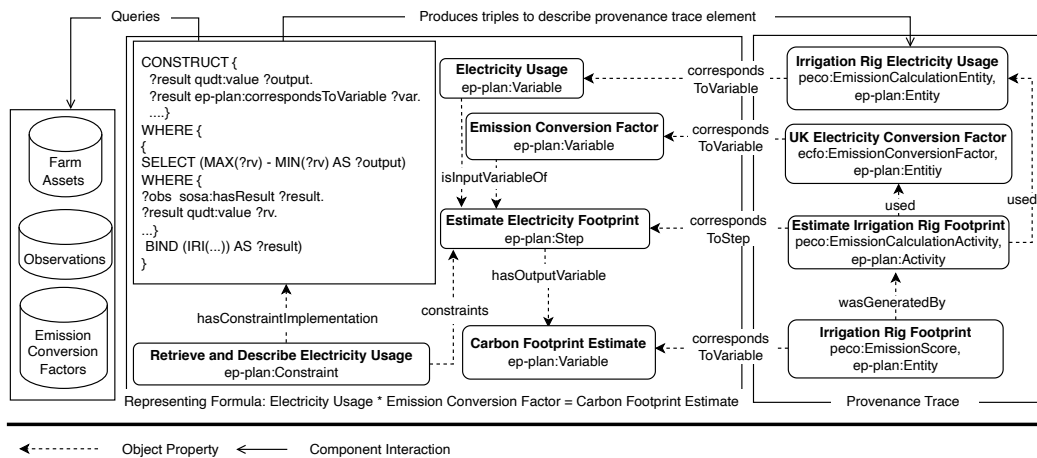 Queries
Produces triples to describe provenance trace element
Farm
Assets
Observations
Emission
Conversion
Factors
CONSTRUCT {
?result qudt:value ?output.
?result ep-plan:correspondsToVariable ?var.
....}
WHERE {
{
SELECT (MAX(?rv) - MIN(?rv) AS ?output)
WHERE {
?obs sosa:hasResult ?result.
?result qudt:value ?rv.
...}
BIND (IRI(...)) AS ?result)
}
hasConstraintImplementation
Retrieve and Describe Electricity Usage
ep-plan:Constraint
constraints
Electricity Usage
ep-plan:Variable
Emission Conversion Factor
ep-plan:Variable
isInputVariableOf
Estimate Electricity Footprint
ep-plan:Step
hasOutputVariable
Carbon Footprint Estimate
ep-plan:Variable
Representing Formula: Electricity Usage * Emission Conversion Factor = Carbon Footprint Estimate
corresponds
ToVariable
corresponds
ToVariable
corresponds
ToStep
corresponds
ToVariable
Irrigation Rig Electricity Usage
peco:EmissionCalculationEntity,
ep-plan:Entity
UK Electricity Conversion Factor
ecfo:EmissionConversionFactor,
ep-plan:Entitiy
used
used
Estimate Irrigation Rig Footprint
peco:EmissionCalculationActivity,
ep-plan:Activity
wasGeneratedBy
Irrigation Rig Footprint
peco:EmissionScore,
ep-plan:Entity
Provenance Trace
Object Property
Component Interaction